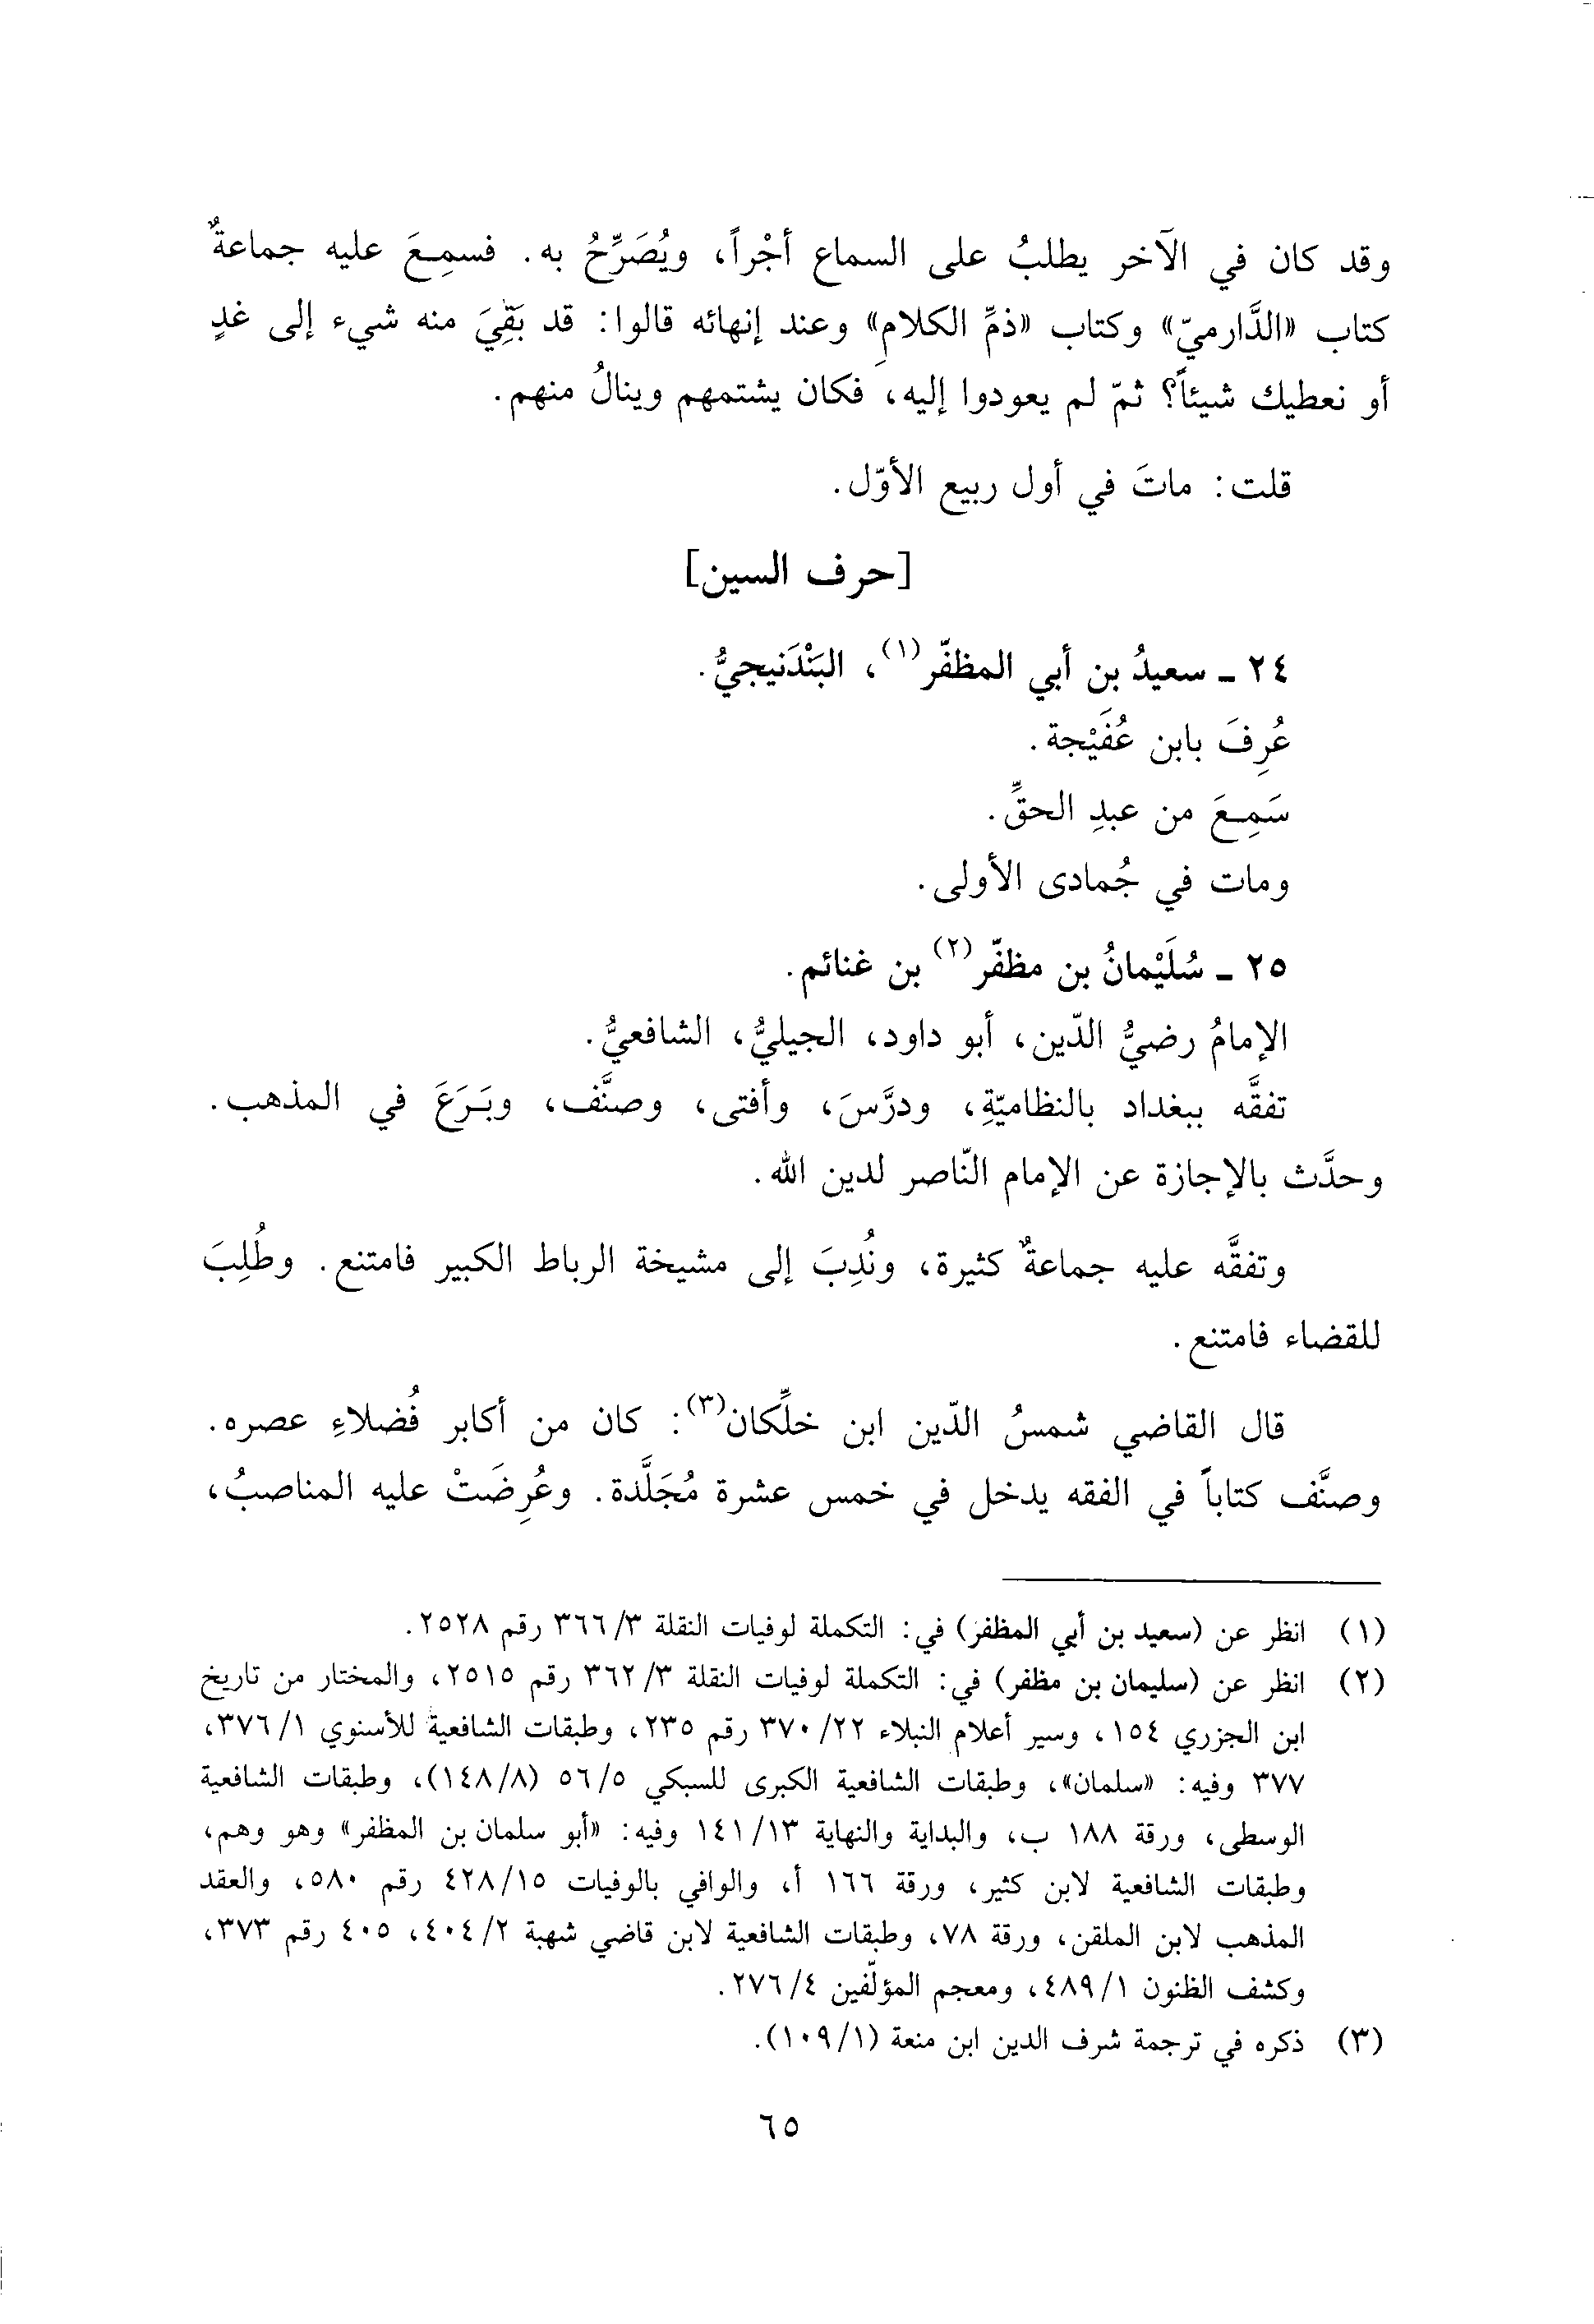 وقد كان في الآخر يطلبُ على السماع أجْراً، ويُصَرِّحُ به. فسمِعَ عليه جماعةٌ
كتاب «الدَّارميّ» وكتاب «ذمِّ الكلامِ» وعند إنهائه قالوا: قد بَقِيَ منه شيء إلى غدٍ
أو نعطيك شيئاً؟ ثمّ لم يعودوا إليه، فكان يشتمهم وينالُ منهم.
قلت: ماتَ في أول ربيع الأوّل.
[حرف السين]
٢٤ ـ سعيدُ بن أبي المظفّر(١)، البَنْدَنيجيُّ.
عُرِفَ بابن عُفَيْجة.
سَمِعَ من عبدِ الحقِّ.
ومات في جُمادى الأولى.
٢٥ ـ سُلَيْمانُ بن مظفّر(٢) بن غنائم.
الإمامُ رضيُّ الدّين، أبو داود، الجيليُّ، الشافعيُّ.
تفقَّه ببغداد بالنظاميّةِ، ودرَّسَ، وأفتى، وصنَّف، وبَرَعَ في المذهب.
وحدَّث بالإجازة عن الإمام النّاصر لدين الله.
وتفقَّه عليه جماعةٌ كثيرة، ونُدِبَ إلى مشيخة الرباط الكبير فامتنع. وطُلِبَ
للقضاء فامتنع.
قال القاضي شمسُ الدّين ابن خلِّكان(٣): كان من أكابر فُضلاءِ عصره.
وصنَّف كتاباً في الفقه يدخل في خمس عشرة مُجَلَّدة. وعُرِضَتْ عليه المناصبُ،
(١) انظر عن (سعيد بن أبي المظفر) في: التكملة لوفيات النقلة ٣/٣٦٦ رقم ٢٥٢٨.
(٢) انظر عن (سليمان بن مظفر) في: التكملة لوفيات النقلة ٣/٣٦٢ رقم ٢٥١٥، والمختار من تاريخ
ابن الجزري ١٥٤، وسير أعلام النبلاء ٢٢/٣٧٠ رقم ٢٣٥، وطبقات الشافعية للأسنوي ١/٣٧٦،
٣٧٧ وفيه: «سلمان»، وطبقات الشافعية الكبرى للسبكي ٥/٥٦ (٨/١٤٨)، وطبقات الشافعية
الوسطى، ورقة ١٨٨ ب، والبداية والنهاية ١٣/١٤١ وفيه: «أبو سلمان بن المظفر» وهو وهم،
وطبقات الشافعية لابن كثير، ورقة ١٦٦ أ، والوافي بالوفيات ١٥/٤٢٨ رقم ٥٨٠، والعقد
المذهب لابن الملقن، ورقة ٧٨، وطبقات الشافعية لابن قاضي شهبة ٢/٤٠٤، ٤٠٥ رقم ٣٧٣،
وكشف الظنون ١/٤٨٩، ومعجم المؤلّفين ٤/٢٧٦.
(٣) ذكره في ترجمة شرف الدين ابن منعة (١/١٠٩).
٦٥